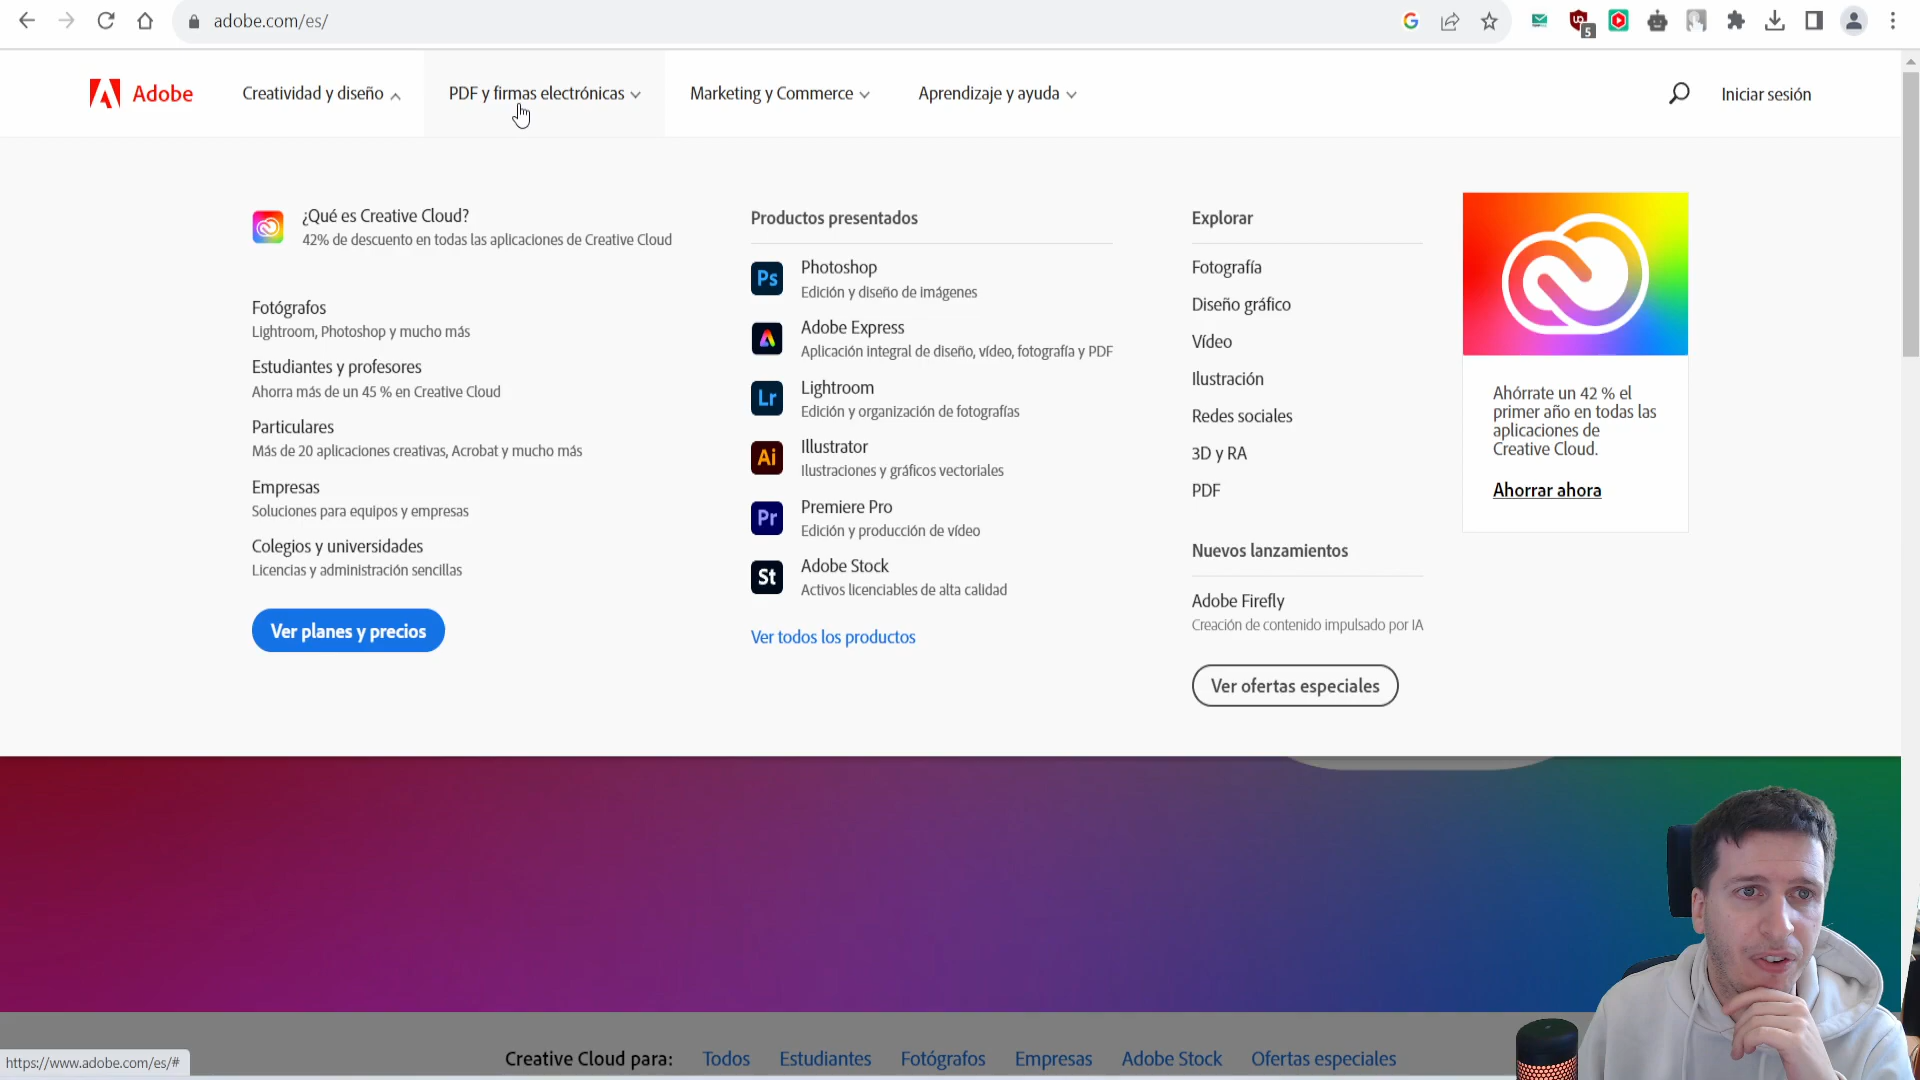 adobe.com/es/
5
Adobe
Creatividad y diseño
PDF y firmas electrónicas
Marketing y Commerce
Aprendizaje y ayuda
Iniciar sesión
¿Qué es Creative Cloud?
42% de descuento en todas las aplicaciones de Creative Cloud
Fotógrafos
Lightroom, Photoshop y mucho más
Estudiantes y profesores
Ahorra más de un 45 % en Creative Cloud
Particulares
Más de 20 aplicaciones creativas, Acrobat y mucho más
Empresas
Soluciones para equipos y empresas
Colegios y universidades
Licencias y administración sencillas
Ver planes y precios
Productos presentados
Ps
Photoshop
Edición y diseño de imágenes
Adobe Express
Aplicación integral de diseño, vídeo, fotografía y PDF
Lr
Lightroom
Edición y organización de fotografías
Ai
Illustrator
Ilustraciones y gráficos vectoriales
Pr
Premiere Pro
Edición y producción de vídeo
St
Adobe Stock
Activos licenciables de alta calidad
Ver todos los productos
Explorar
Fotografía
Diseño gráfico
Vídeo
Ilustración
Redes sociales
3D y RA
PDF
Nuevos lanzamientos
Adobe Firefly
Creación de contenido impulsado por IA
Ver ofertas especiales
Ahórrate un 42 % el
primer año en todas las
aplicaciones de
Creative Cloud.
Ahorrar ahora
Creative Cloud para:
Todos
Estudiantes
Fotógrafos
Empresas
Adobe Stock
Ofertas especiales
https://www.adobe.com/es/#